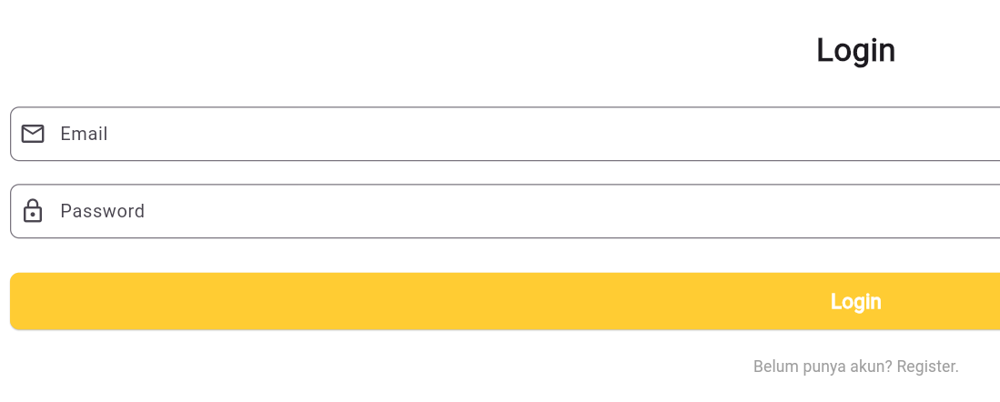 Login
Email
Password
Login
Belum punya akun? Register.